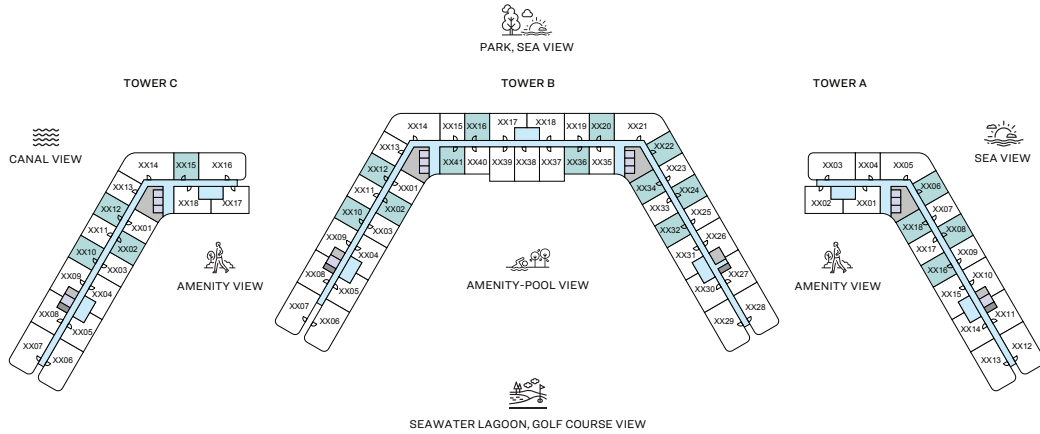 PARK, SEA VIEW
TOWER C
TOWER B
TOWER A
CANAL VIEW
SEA VIEW
XX14 XX15 XX16
XX13
XX12
XX11
XX10
XX09
XX08
XX07
XX18 XX17
XX01
XX02
XX03
XX04
XX05
XX06
AMENITY VIEW
XX14 XX15 XX16 XX17 XX18 XX19 XX20 XX21
XX13
XX12
XX11
XX10
XX09
XX08
XX07
XX41 XX40 XX39 XX38 XX37 XX36 XX35
XX01
XX02
XX03
XX04
XX05
XX06
XX22
XX23
XX24
XX25
XX26
XX27
XX28
XX34
XX33
XX32
XX31
XX30
XX29
AMENITY-POOL VIEW
XX03 XX04 XX05
XX02 XX01
XX06
XX07
XX08
XX09
XX10
XX11
XX12
XX18
XX17
XX16
XX15
XX14
XX13
AMENITY VIEW
SEAWATER LAGOON, GOLF COURSE VIEW